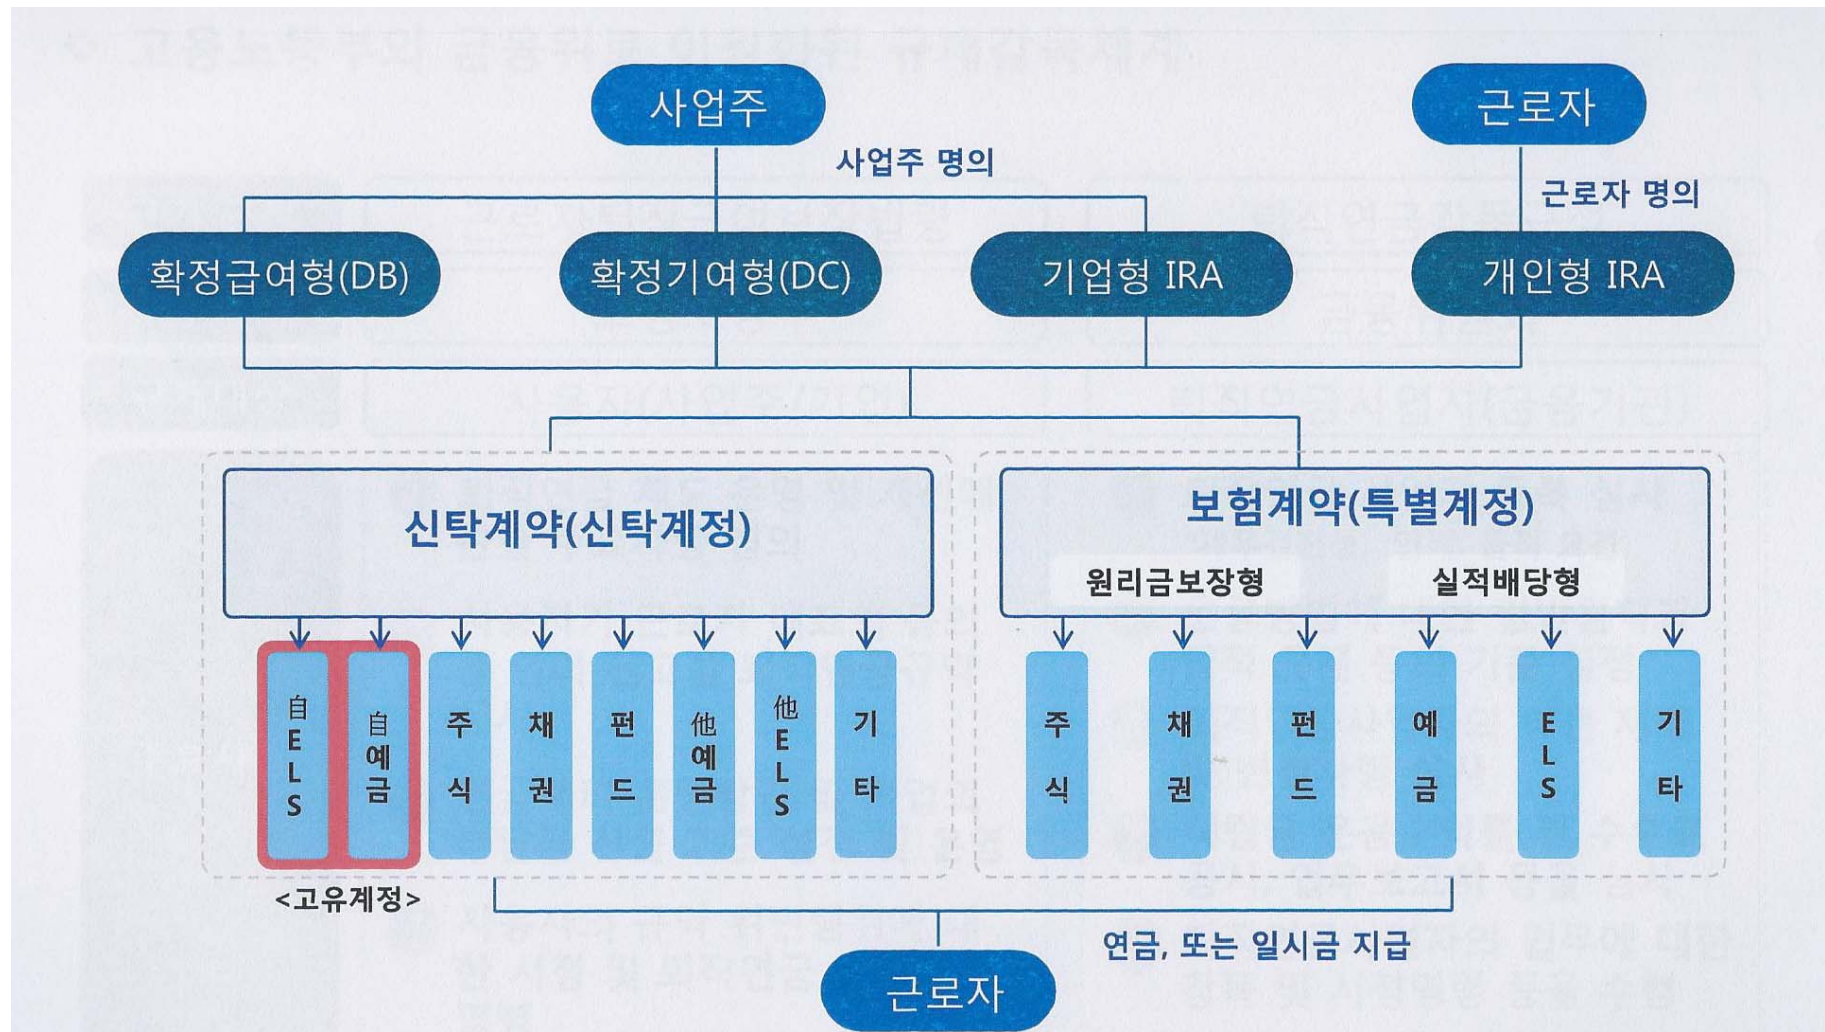 사업주
근로자
사업주 명의
근로자 명의
확정급여형(DB)
확정기여형(DC)
기업형 IRA
개인형 IRA
신탁계약(신탁계정)
보험계약(특별계정)
원리금보장형
실적배당형
自ELS
自예금
주식
채권
펀드
他예금
他ELS
기타
주식
채권
펀드
예금
ELS
기타
<고유계정>
연금, 또는 일시금 지급
근로자